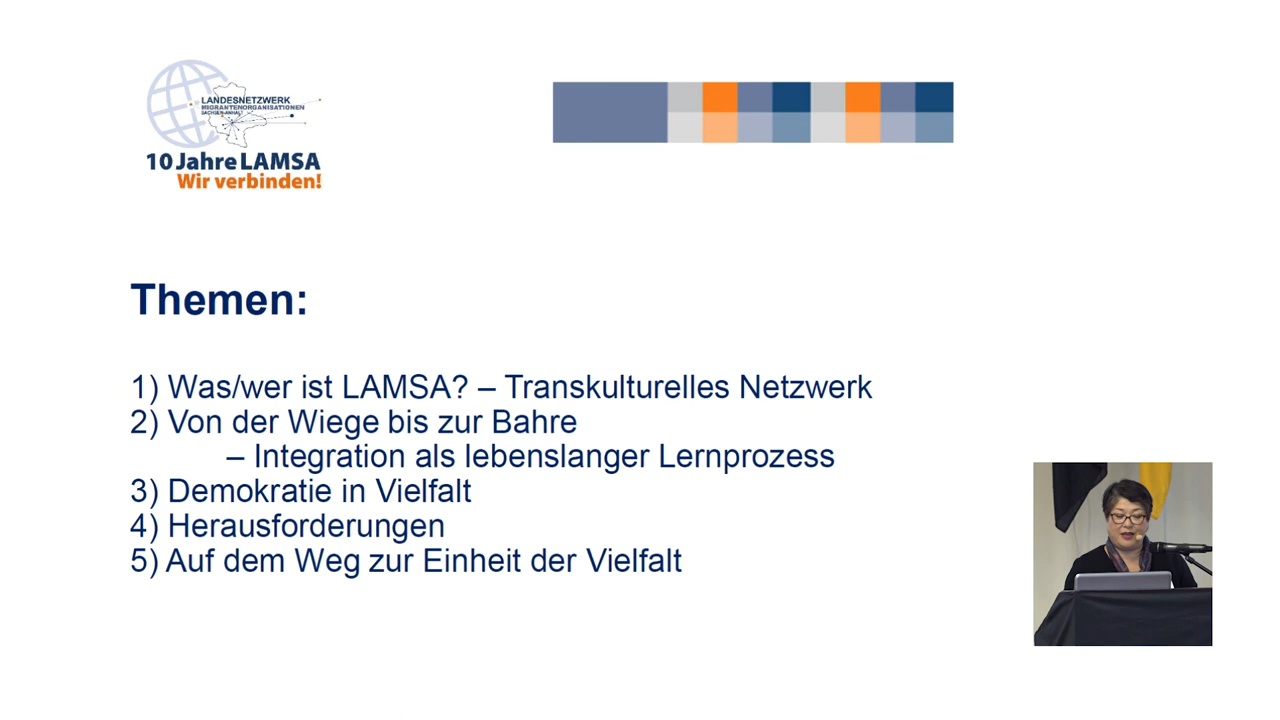 LANDESNETZWERK
MIGRANTENORGANISATIONEN
SACHSEN-ANHALT
10 Jahre LAMSA
Wir verbinden!
Themen:
1) Was/wer ist LAMSA? – Transkulturelles Netzwerk
2) Von der Wiege bis zur Bahre
– Integration als lebenslanger Lernprozess
3) Demokratie in Vielfalt
4) Herausforderungen
5) Auf dem Weg zur Einheit der Vielfalt